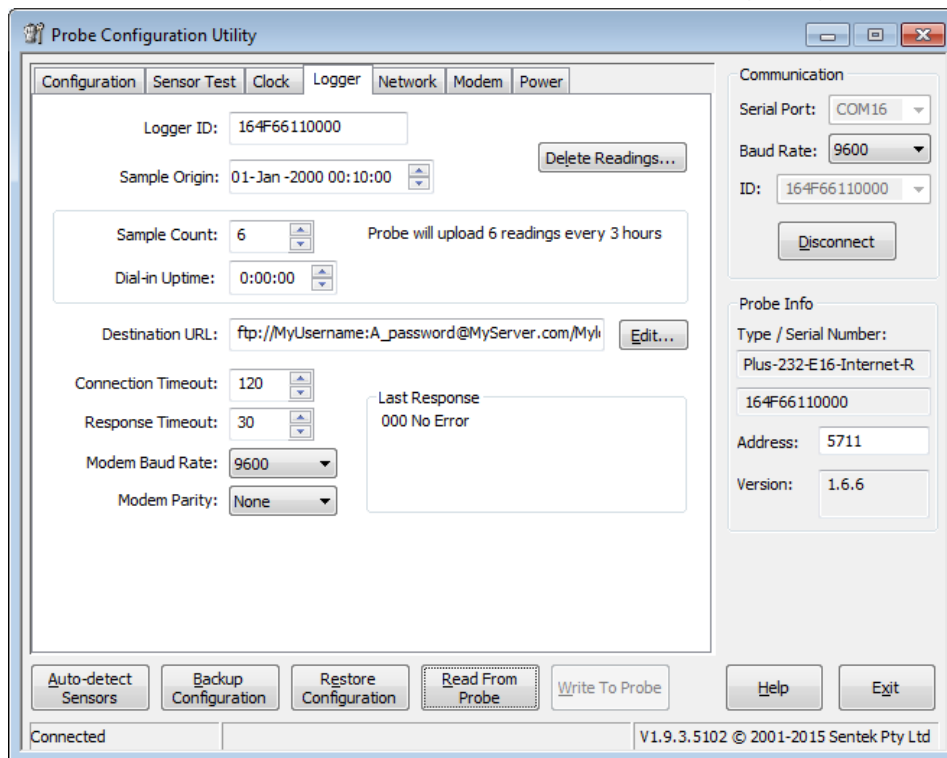 Probe Configuration Utility
Configuration Sensor Test Clock Logger Network Modem Power
Logger ID: 164F66110000
Delete Readings...
Sample Origin: 01-Jan -2000 00:10:00
Sample Count: 6 Probe will upload 6 readings every 3 hours
Dial-in Uptime: 0:00:00
Destination URL: ftp://MyUsername:A_password@MyServer.com/Myl Edit...
Connection Timeout: 120
Response Timeout: 30
Modem Baud Rate: 9600
Modem Parity: None
Last Response
000 No Error
Communication
Serial Port: COM16
Baud Rate: 9600
ID: 164F66110000
Disconnect
Probe Info
Type / Serial Number:
Plus-232-E16-Internet-R
164F66110000
Address: 5711
Version: 1.6.6
Auto-detect
Sensors
Backup
Configuration
Restore
Configuration
Read From
Probe
Write To Probe
Help
Exit
Connected
V1.9.3.5102 © 2001-2015 Sentek Pty Ltd